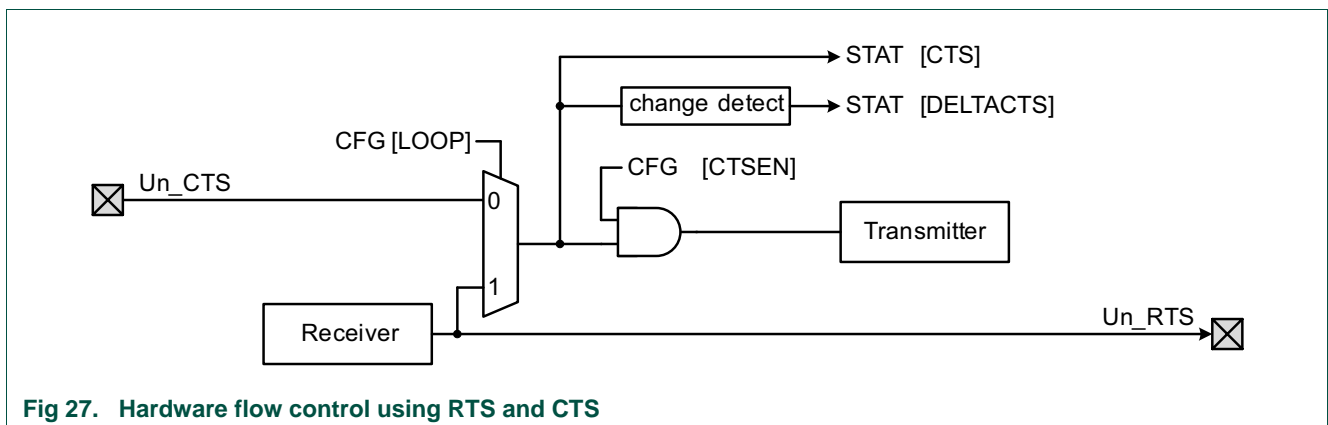 STAT [CTS]
change detect
STAT [DELTACTS]
CFG [LOOP]
CFG [CTSEN]
Un_CTS
0
Transmitter
1
Receiver
Un_RTS
Fig 27. Hardware flow control using RTS and CTS